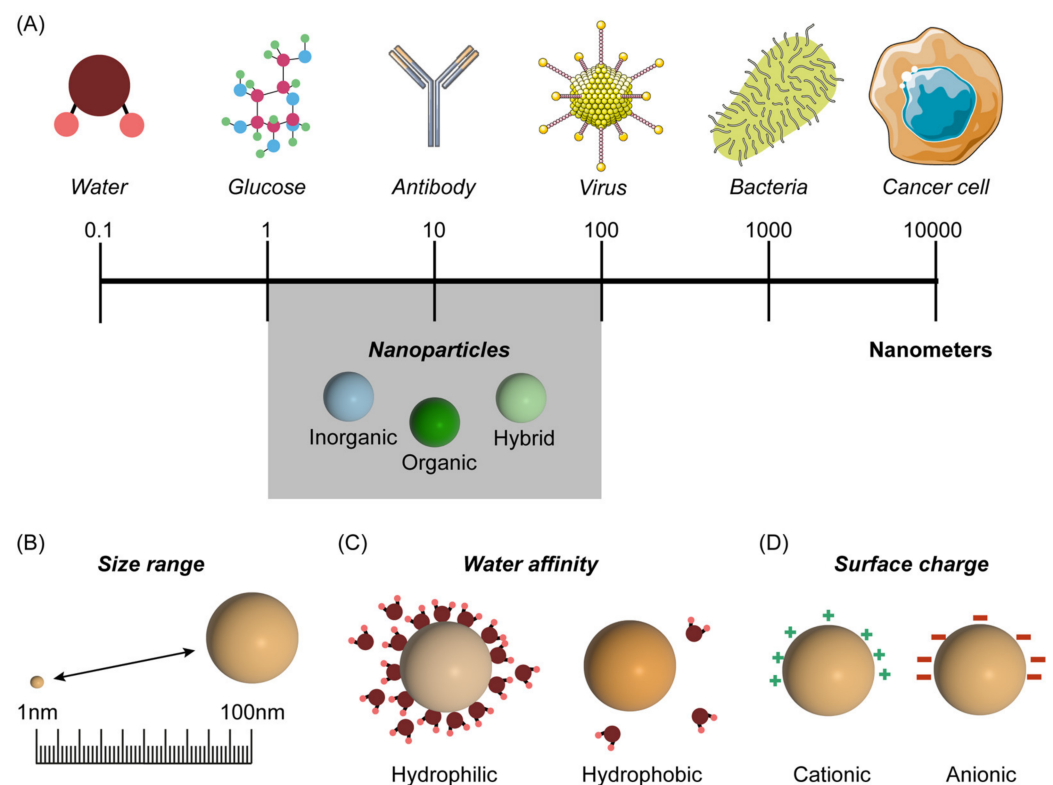 (A)
Water
Glucose
Antibody
Virus
Bacteria
Cancer cell
0.1
1
10
100
1000
10000
Nanoparticles
Nanometers
Inorganic
Organic
Hybrid
(B)
Size range
1nm
100nm
(C)
Water affinity
Hydrophilic
Hydrophobic
(D)
Surface charge
Cationic
Anionic